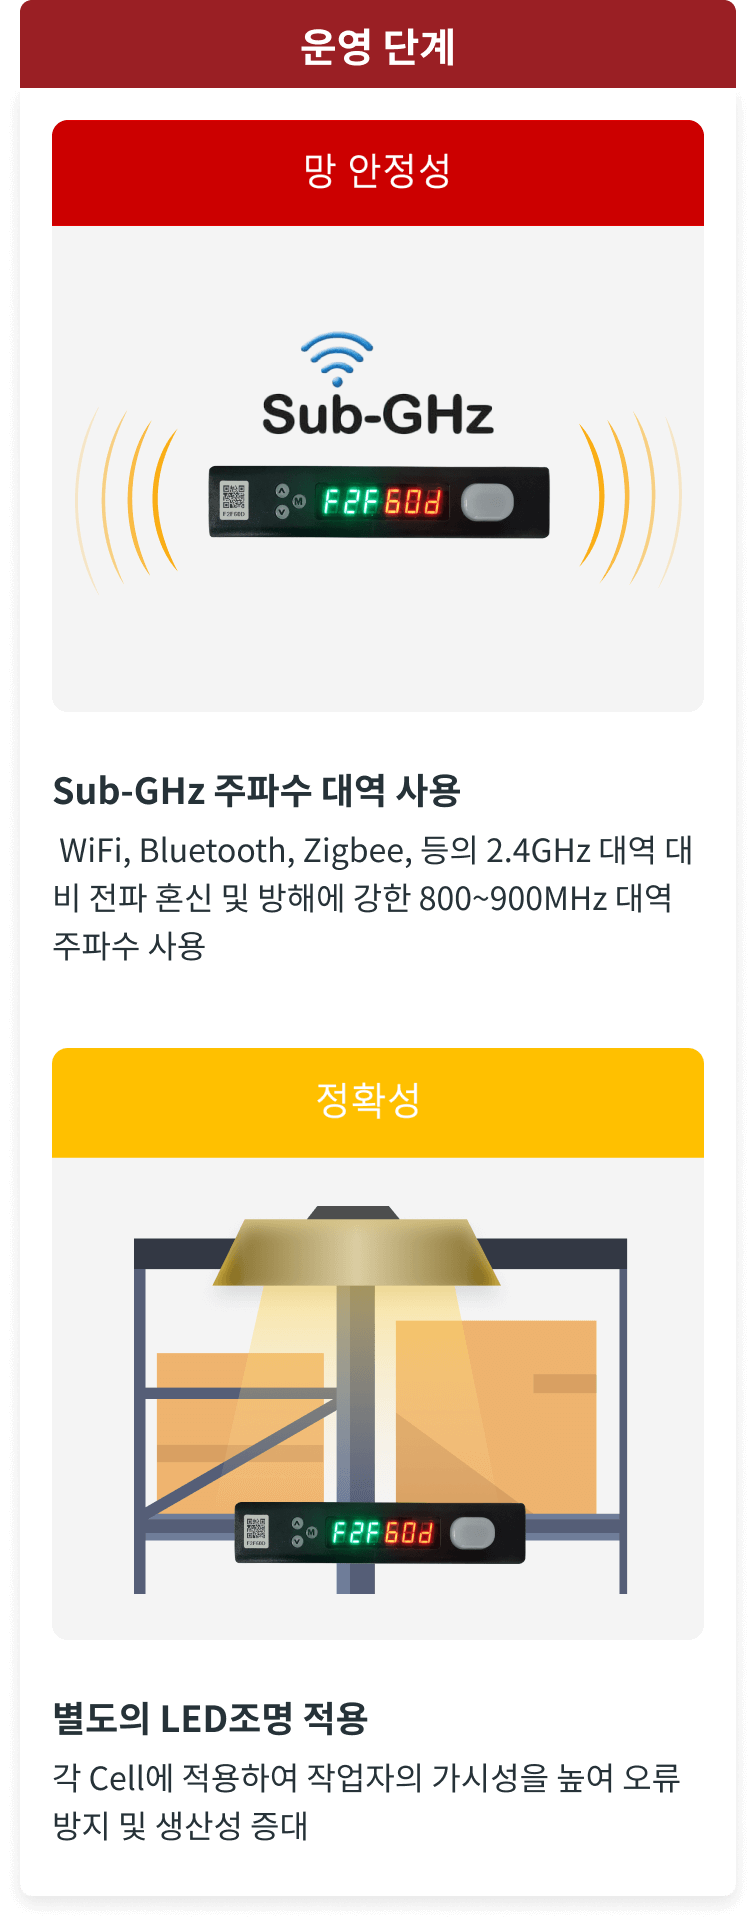 운영 단계
망 안정성
Sub-GHz
M F2F60d
F2F60D
Sub-GHz 주파수 대역 사용
WiFi, Bluetooth, Zigbee, 등의 2.4GHz 대역 대
비 전파 혼신 및 방해에 강한 800~900MHz 대역
주파수 사용
정확성
M F2F60d
F2F60D
별도의 LED조명 적용
각 Cell에 적용하여 작업자의 가시성을 높여 오류
방지 및 생산성 증대